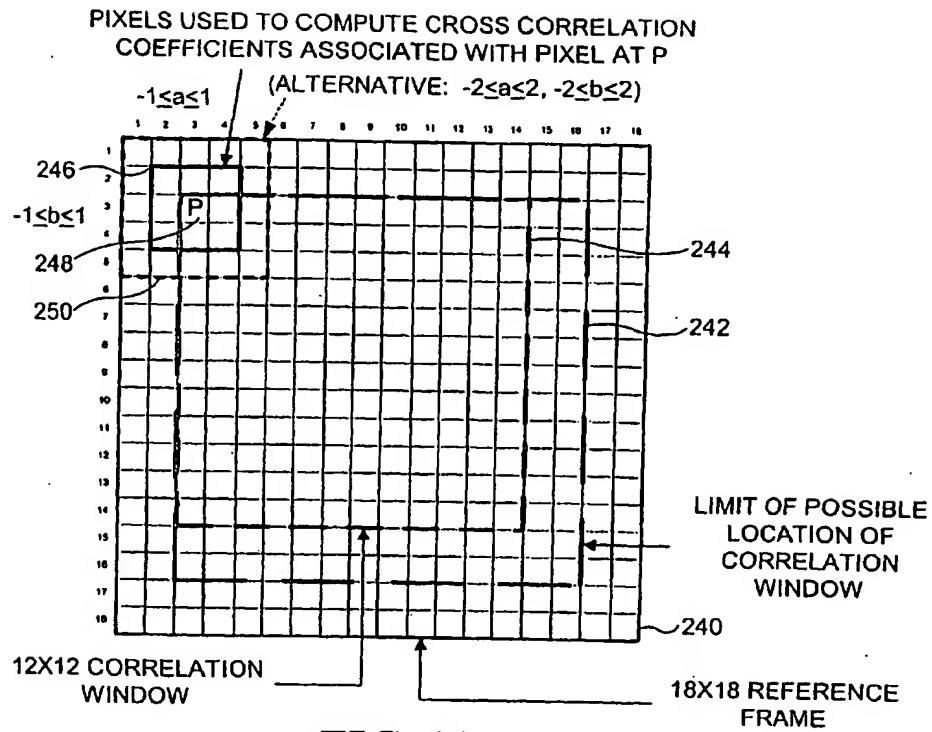 PIXELS USED TO COMPUTE CROSS CORRELATION
COEFFICIENTS ASSOCIATED WITH PIXEL AT P
(ALTERNATIVE: -2≤a≤2, -2≤b≤2)
-1≤a≤1
1 2 3 4 5 6 7 8 9 10 11 12 13 14 15 16 17 18
1
246
2
-1≤b≤1
3
P
4
244
248
5
250
6
7
242
8
9
10
11
12
13
14
15
16
17
18
LIMIT OF POSSIBLE
LOCATION OF
CORRELATION
WINDOW
240
12X12 CORRELATION
WINDOW
18X18 REFERENCE
FRAME